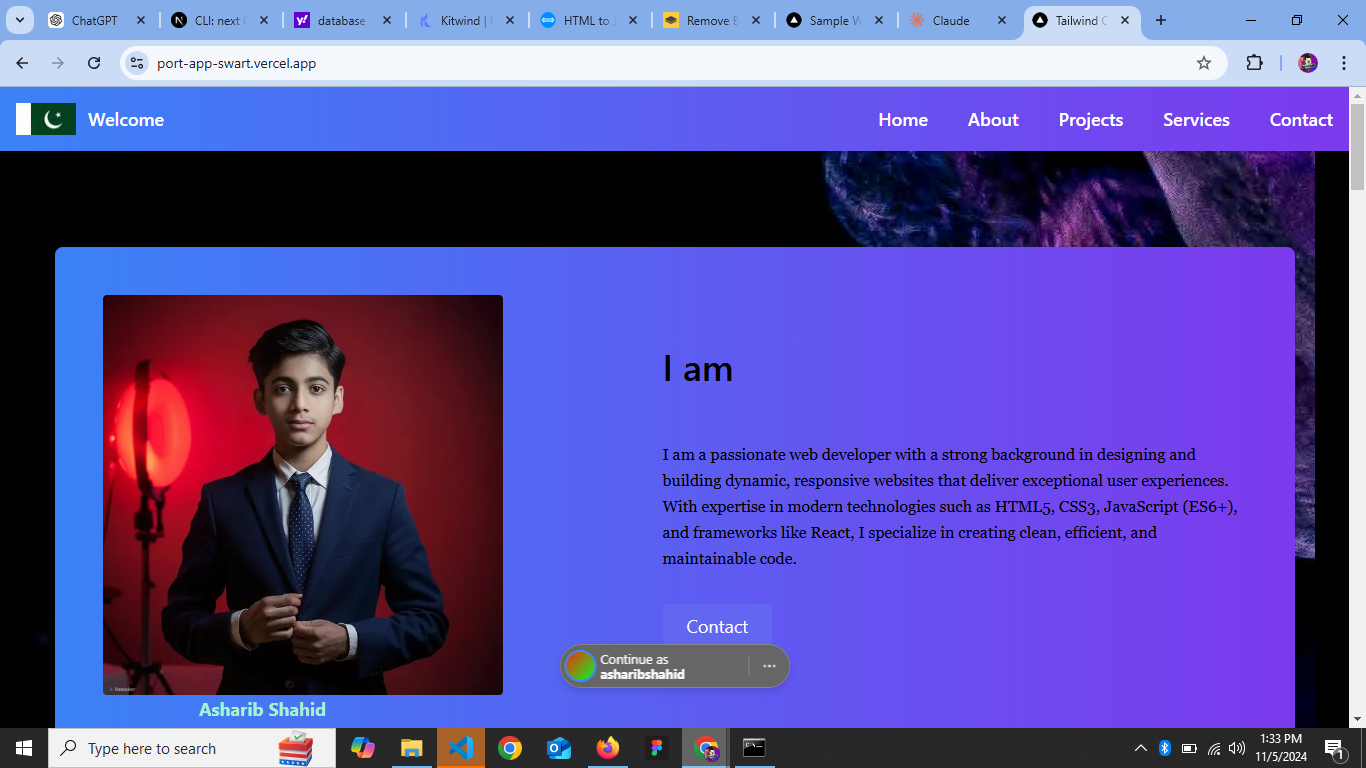 ChatGPT
CLI: next
database
Kitwind |
HTML to
Remove
Sample
Claude
Tailwind
port-app-swart.vercel.app
Welcome
Home
About
Projects
Services
Contact
I am
I am a passionate web developer with a strong background in designing and
building dynamic, responsive websites that deliver exceptional user experiences.
With expertise in modern technologies such as HTML5, CSS3, JavaScript (ES6+),
and frameworks like React, I specialize in creating clean, efficient, and
maintainable code.
Contact
Continue as
asharibshahid
Asharib Shahid
Type here to search
1:33 PM
11/5/2024
1